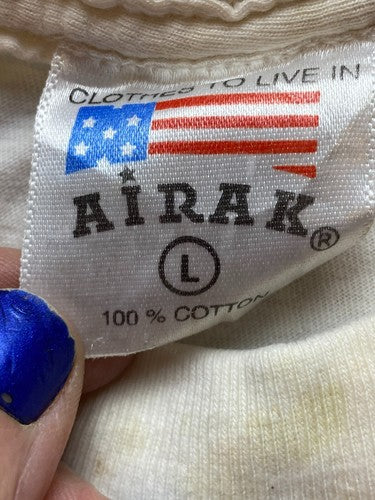 CLOTHES TO LIVE IN
AiRAK®
L
100 % COTTON